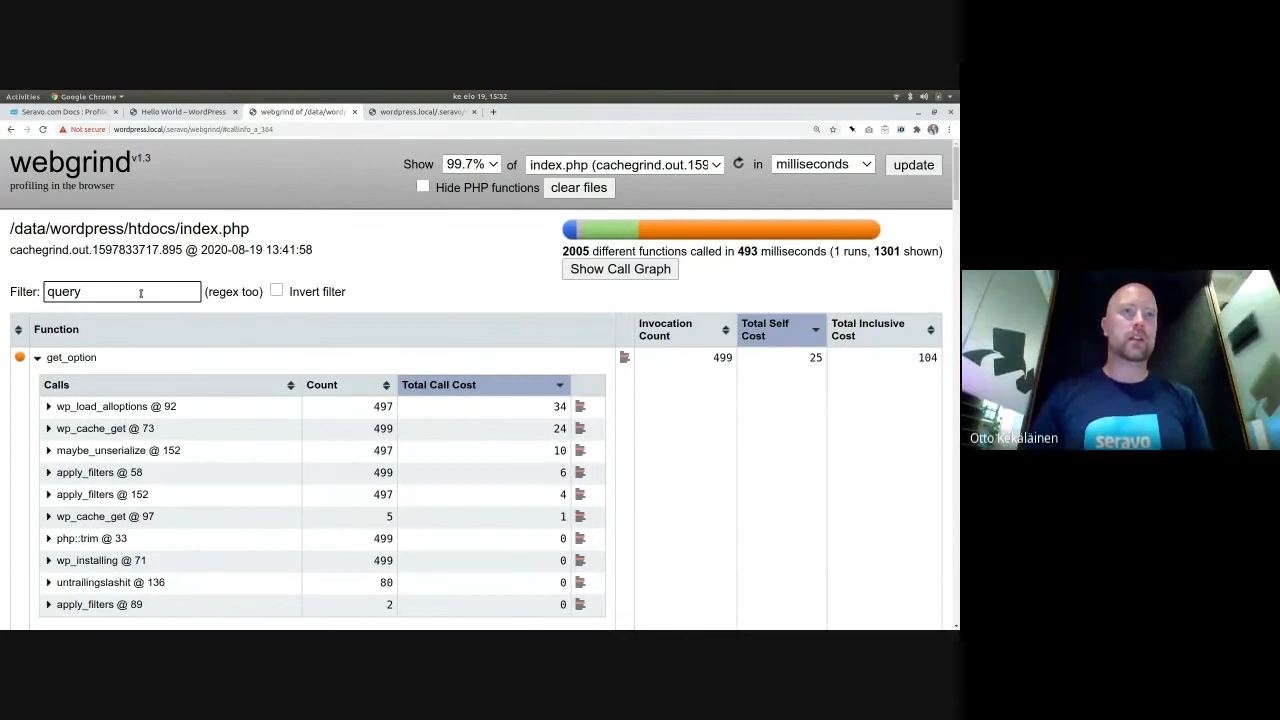 Activities Google Chrome ke elo 19, 15:32
Seravo.com Docs : Profil Hello World – WordPress webgrind of /data/word wordpress.local/.seravo/
Not secure wordpress.local/.seravo/webgrind/#callinfo_a_364
webgrind v1.3
profiling in the browser
Show 99.7% of index.php (cachegrind.out.159 in milliseconds update
Hide PHP functions clear files
/data/wordpress/htdocs/index.php
cachegrind.out.1597833717.895 @ 2020-08-19 13:41:58
2005 different functions called in 493 milliseconds (1 runs, 1301 shown)
Show Call Graph
Filter: query (regex too) Invert filter
Function Invocation Count Total Self Cost Total Inclusive Cost
get_option 499 25 104
Calls Count Total Call Cost
wp_load_alloptions @ 92 497 34
wp_cache_get @ 73 499 24
maybe_unserialize @ 152 497 10
apply_filters @ 58 499 6
apply_filters @ 152 497 4
wp_cache_get @ 97 5 1
php::trim @ 33 499 0
wp_installing @ 71 499 0
untrailingslashit @ 136 80 0
apply_filters @ 89 2 0
Otto Kekäläinen
seravo